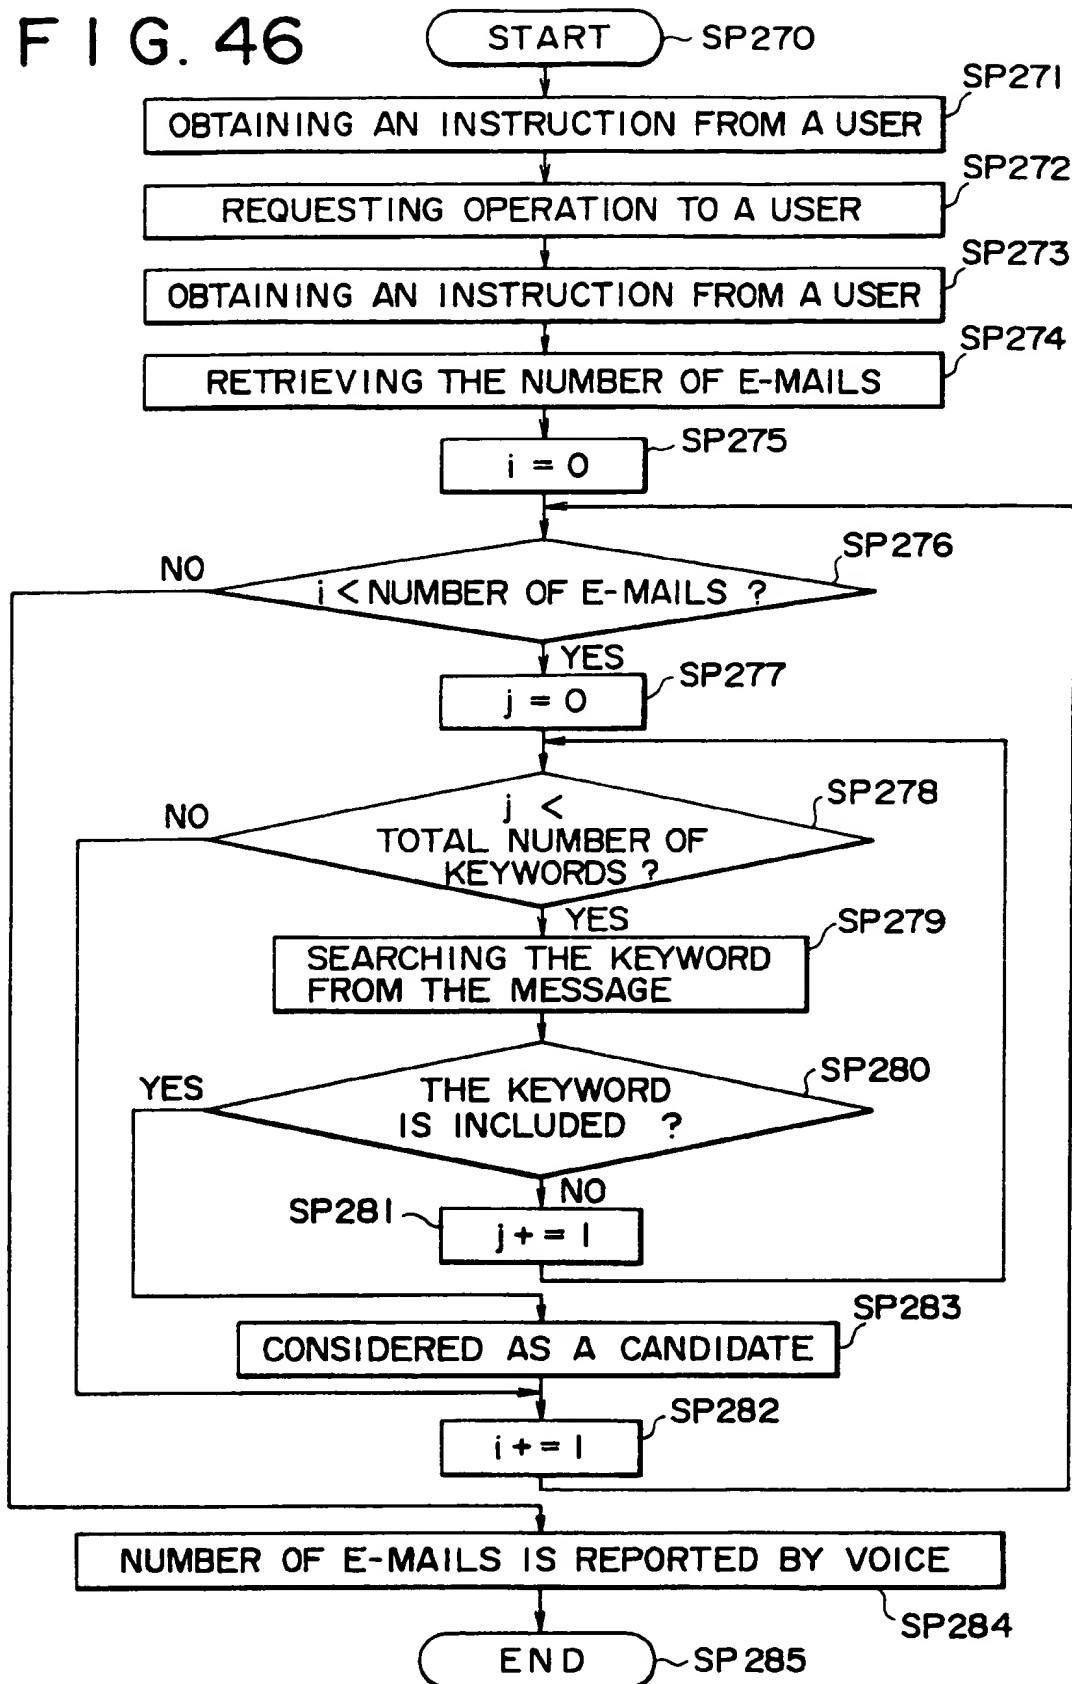 FIG. 46
START
SP270
SP271
OBTAINING AN INSTRUCTION FROM A USER
SP272
REQUESTING OPERATION TO A USER
SP273
OBTAINING AN INSTRUCTION FROM A USER
SP274
RETRIEVING THE NUMBER OF E-MAILS
SP275
i = 0
SP276
NO
i < NUMBER OF E-MAILS ?
YES
SP277
j = 0
SP278
NO
j <
TOTAL NUMBER OF
KEYWORDS ?
YES
SP279
SEARCHING THE KEYWORD
FROM THE MESSAGE
SP280
YES
THE KEYWORD
IS INCLUDED ?
NO
SP281
j += 1
SP283
CONSIDERED AS A CANDIDATE
SP282
i += 1
NUMBER OF E-MAILS IS REPORTED BY VOICE
SP284
END
SP285